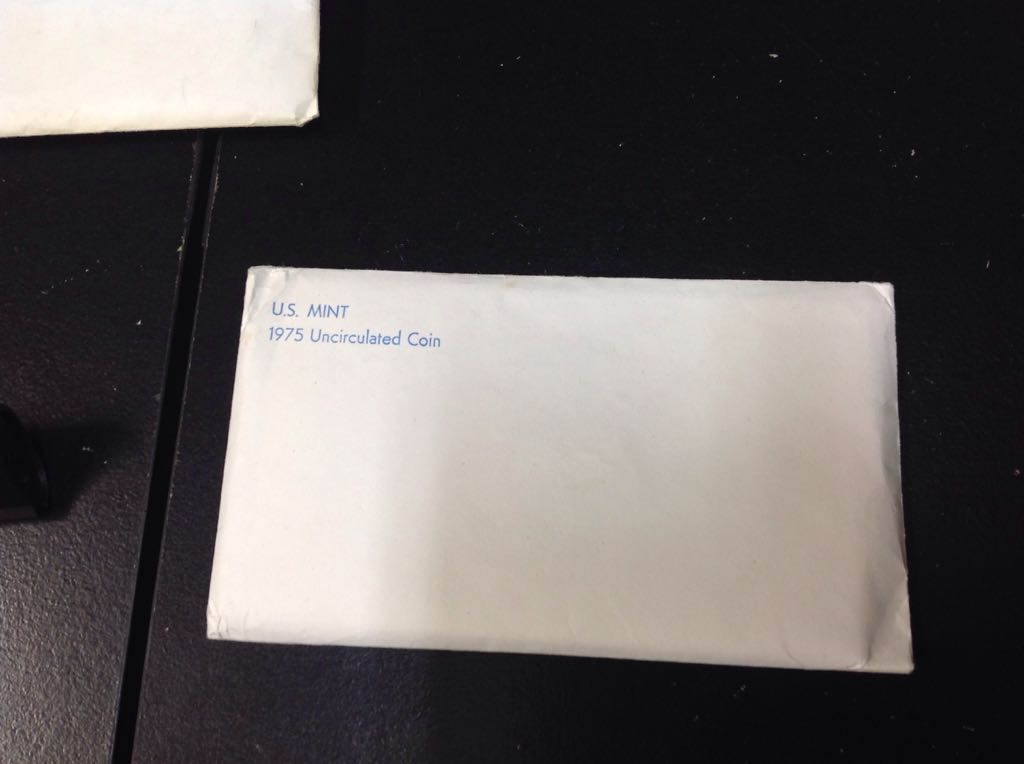 U.S. MINT
1975 Uncirculated Coin